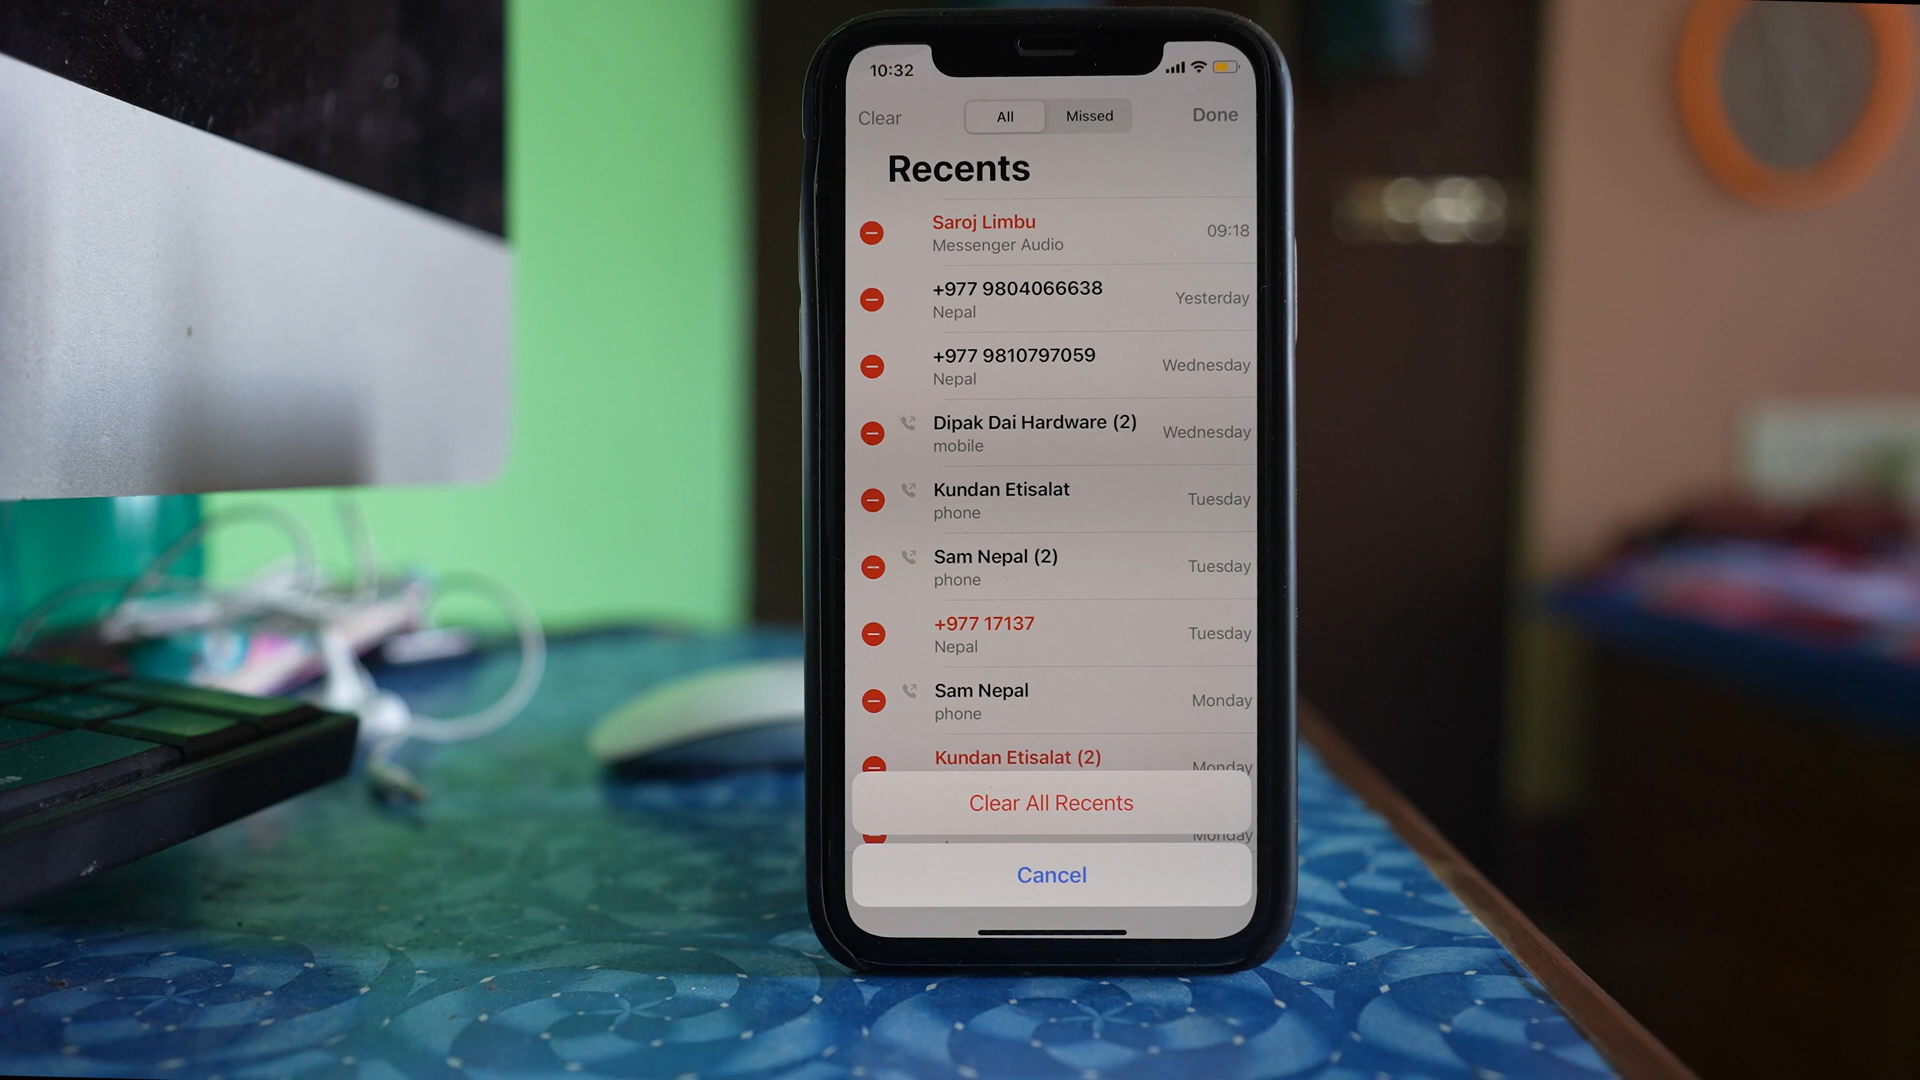 10:32
Clear
All
Missed
Done
Recents
Saroj Limbu
Messenger Audio
09:18
+977 9804066638
Nepal
Yesterday
+977 9810797059
Nepal
Wednesday
Dipak Dai Hardware (2)
mobile
Wednesday
Kundan Etisalat
phone
Tuesday
Sam Nepal (2)
phone
Tuesday
+977 17137
Nepal
Tuesday
Sam Nepal
phone
Monday
Kundan Etisalat (2)
Monday
Clear All Recents
Monday
Cancel